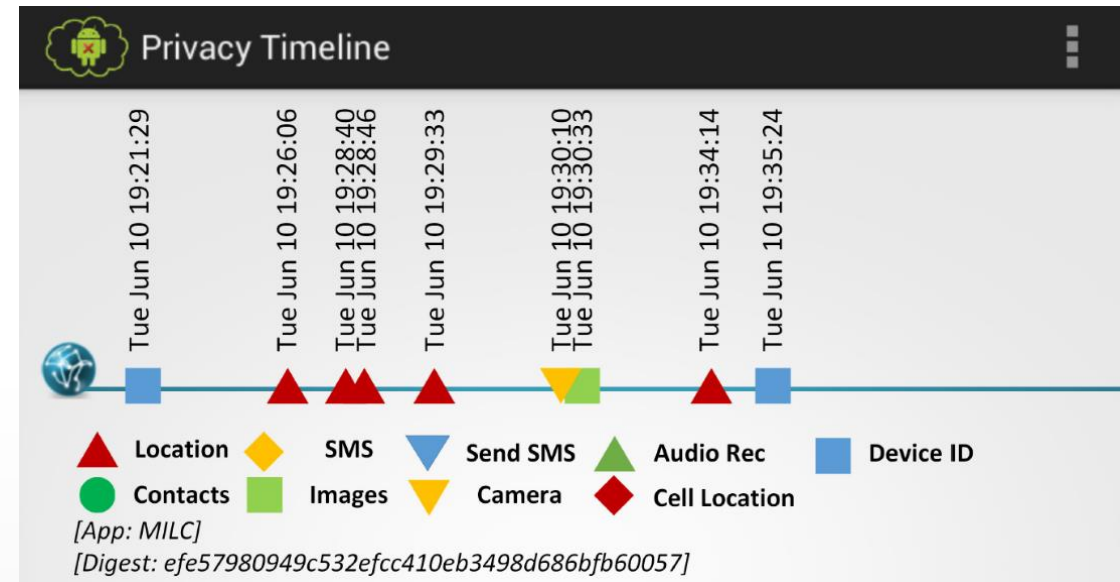 Privacy Timeline
Tue Jun 10 19:21:29
Tue Jun 10 19:26:06
Tue Jun 10 19:28:40
Tue Jun 10 19:28:46
Tue Jun 10 19:29:33
Tue Jun 10 19:30:10
Tue Jun 10 19:30:33
Tue Jun 10 19:34:14
Tue Jun 10 19:35:24
Location SMS Send SMS Audio Rec Device ID
Contacts Images Camera Cell Location
[App: MILC]
[Digest: efe57980949c532efcc410eb3498d686bfb60057]